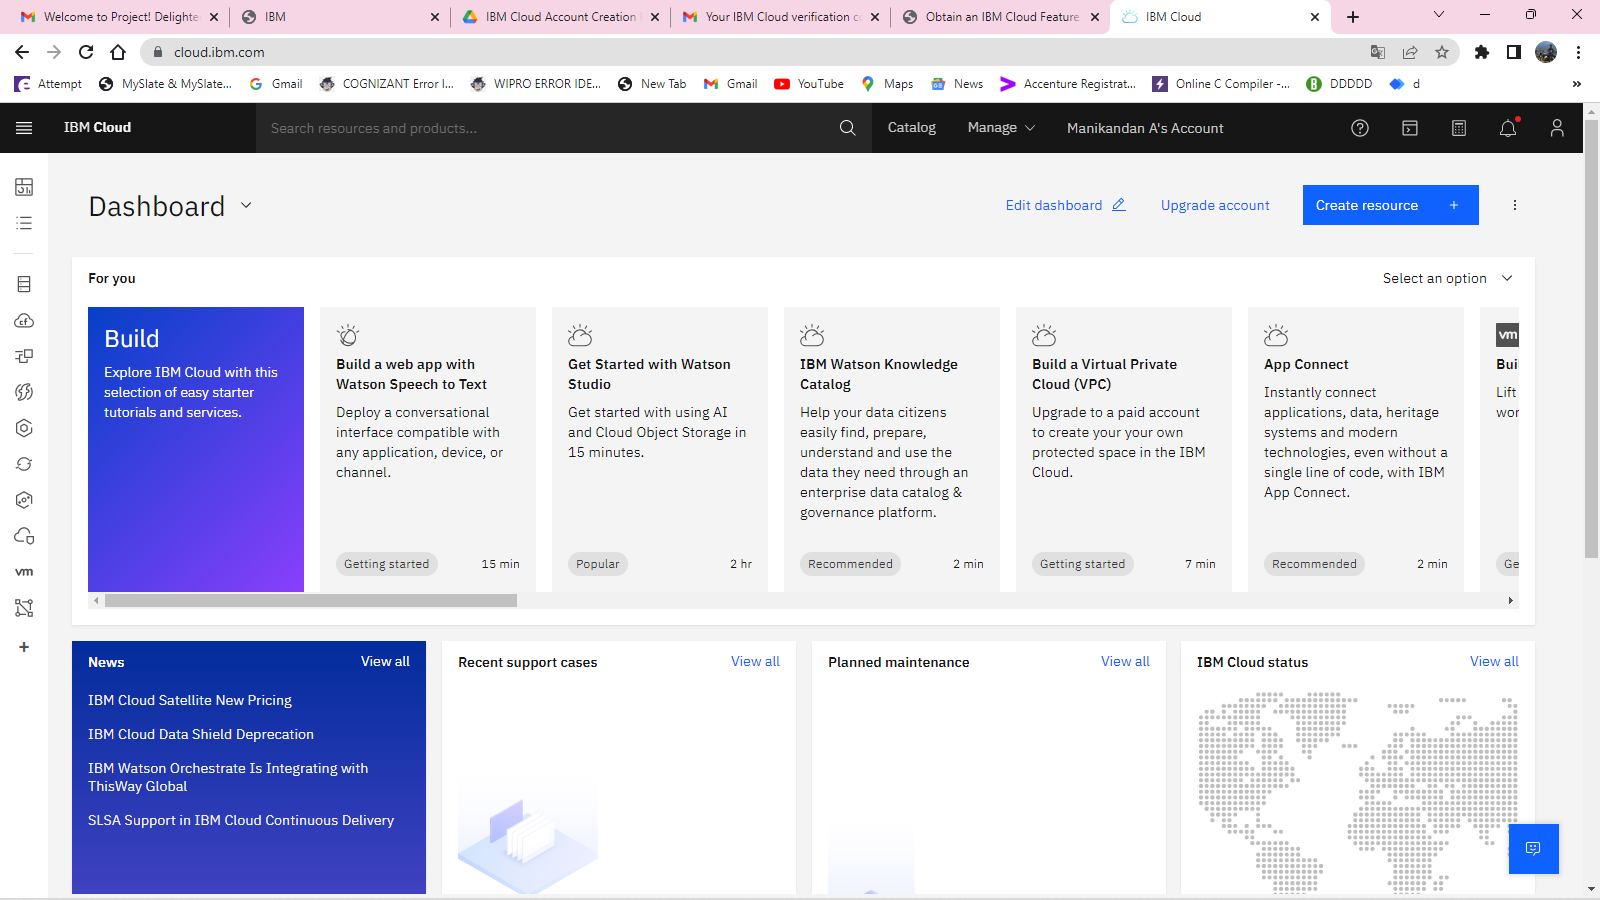 Welcome to Project! Delighte
IBM
IBM Cloud Account Creation
Your IBM Cloud verification co
Obtain an IBM Cloud Feature
IBM Cloud
cloud.ibm.com
Attempt
MySlate & MySlate...
Gmail
COGNIZANT Error I...
WIPRO ERROR IDE...
New Tab
Gmail
YouTube
Maps
News
Accenture Registrat...
Online C Compiler -...
DDDDD
d
»
IBM Cloud
Search resources and products...
Catalog
Manage
Manikandan A's Account
Dashboard
Edit dashboard
Upgrade account
Create resource +
For you
Select an option
Build
Explore IBM Cloud with this
selection of easy starter
tutorials and services.
Build a web app with
Watson Speech to Text
Deploy a conversational
interface compatible with
any application, device, or
channel.
Getting started
15 min
Get Started with Watson
Studio
Get started with using AI
and Cloud Object Storage in
15 minutes.
Popular
2 hr
IBM Watson Knowledge
Catalog
Help your data citizens
easily find, prepare,
understand and use the
data they need through an
enterprise data catalog &
governance platform.
Recommended
2 min
Build a Virtual Private
Cloud (VPC)
Upgrade to a paid account
to create your your own
protected space in the IBM
Cloud.
Getting started
7 min
App Connect
Instantly connect
applications, data, heritage
systems and modern
technologies, even without a
single line of code, with IBM
App Connect.
Recommended
2 min
vm
Bui
Lift
wor
Ge
vm
News
View all
IBM Cloud Satellite New Pricing
IBM Cloud Data Shield Deprecation
IBM Watson Orchestrate Is Integrating with
ThisWay Global
SLSA Support in IBM Cloud Continuous Delivery
Recent support cases
View all
Planned maintenance
View all
IBM Cloud status
View all